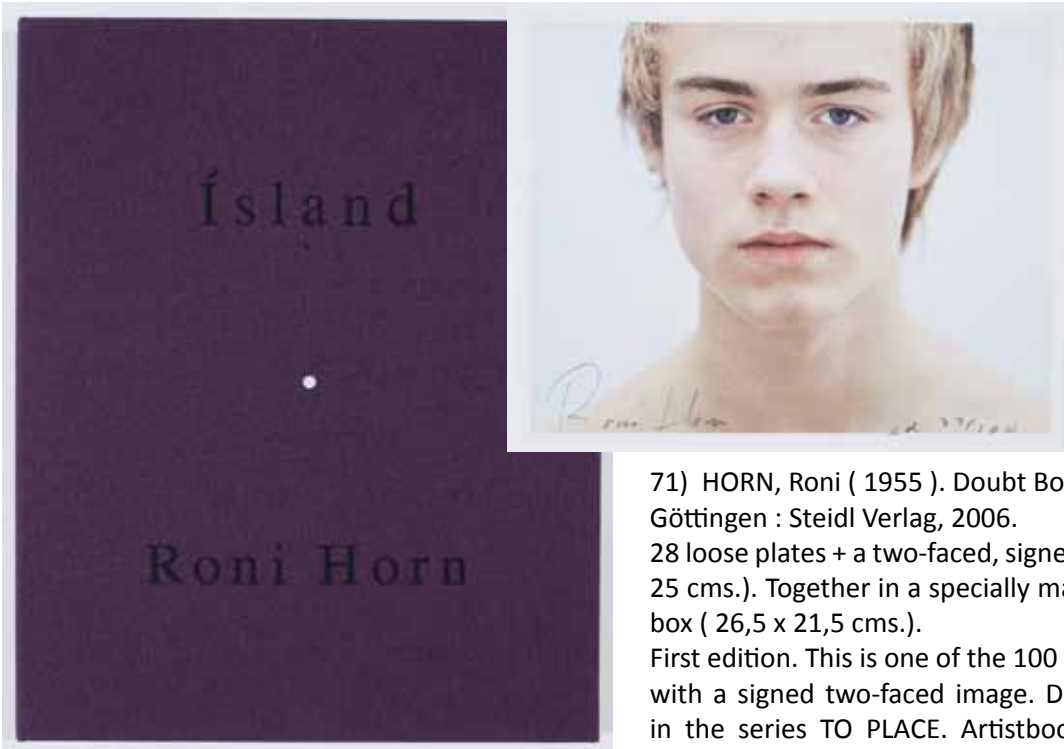 Ísland
Roni Horn
Roni Horn
71) HORN, Roni ( 1955 ). Doubt Bo
Göttingen : Steidl Verlag, 2006.
28 loose plates + a two-faced, signe
25 cms.). Together in a specially ma
box ( 26,5 x 21,5 cms.).
First edition. This is one of the 100
with a signed two-faced image. D
in the series TO PLACE. Artistboo